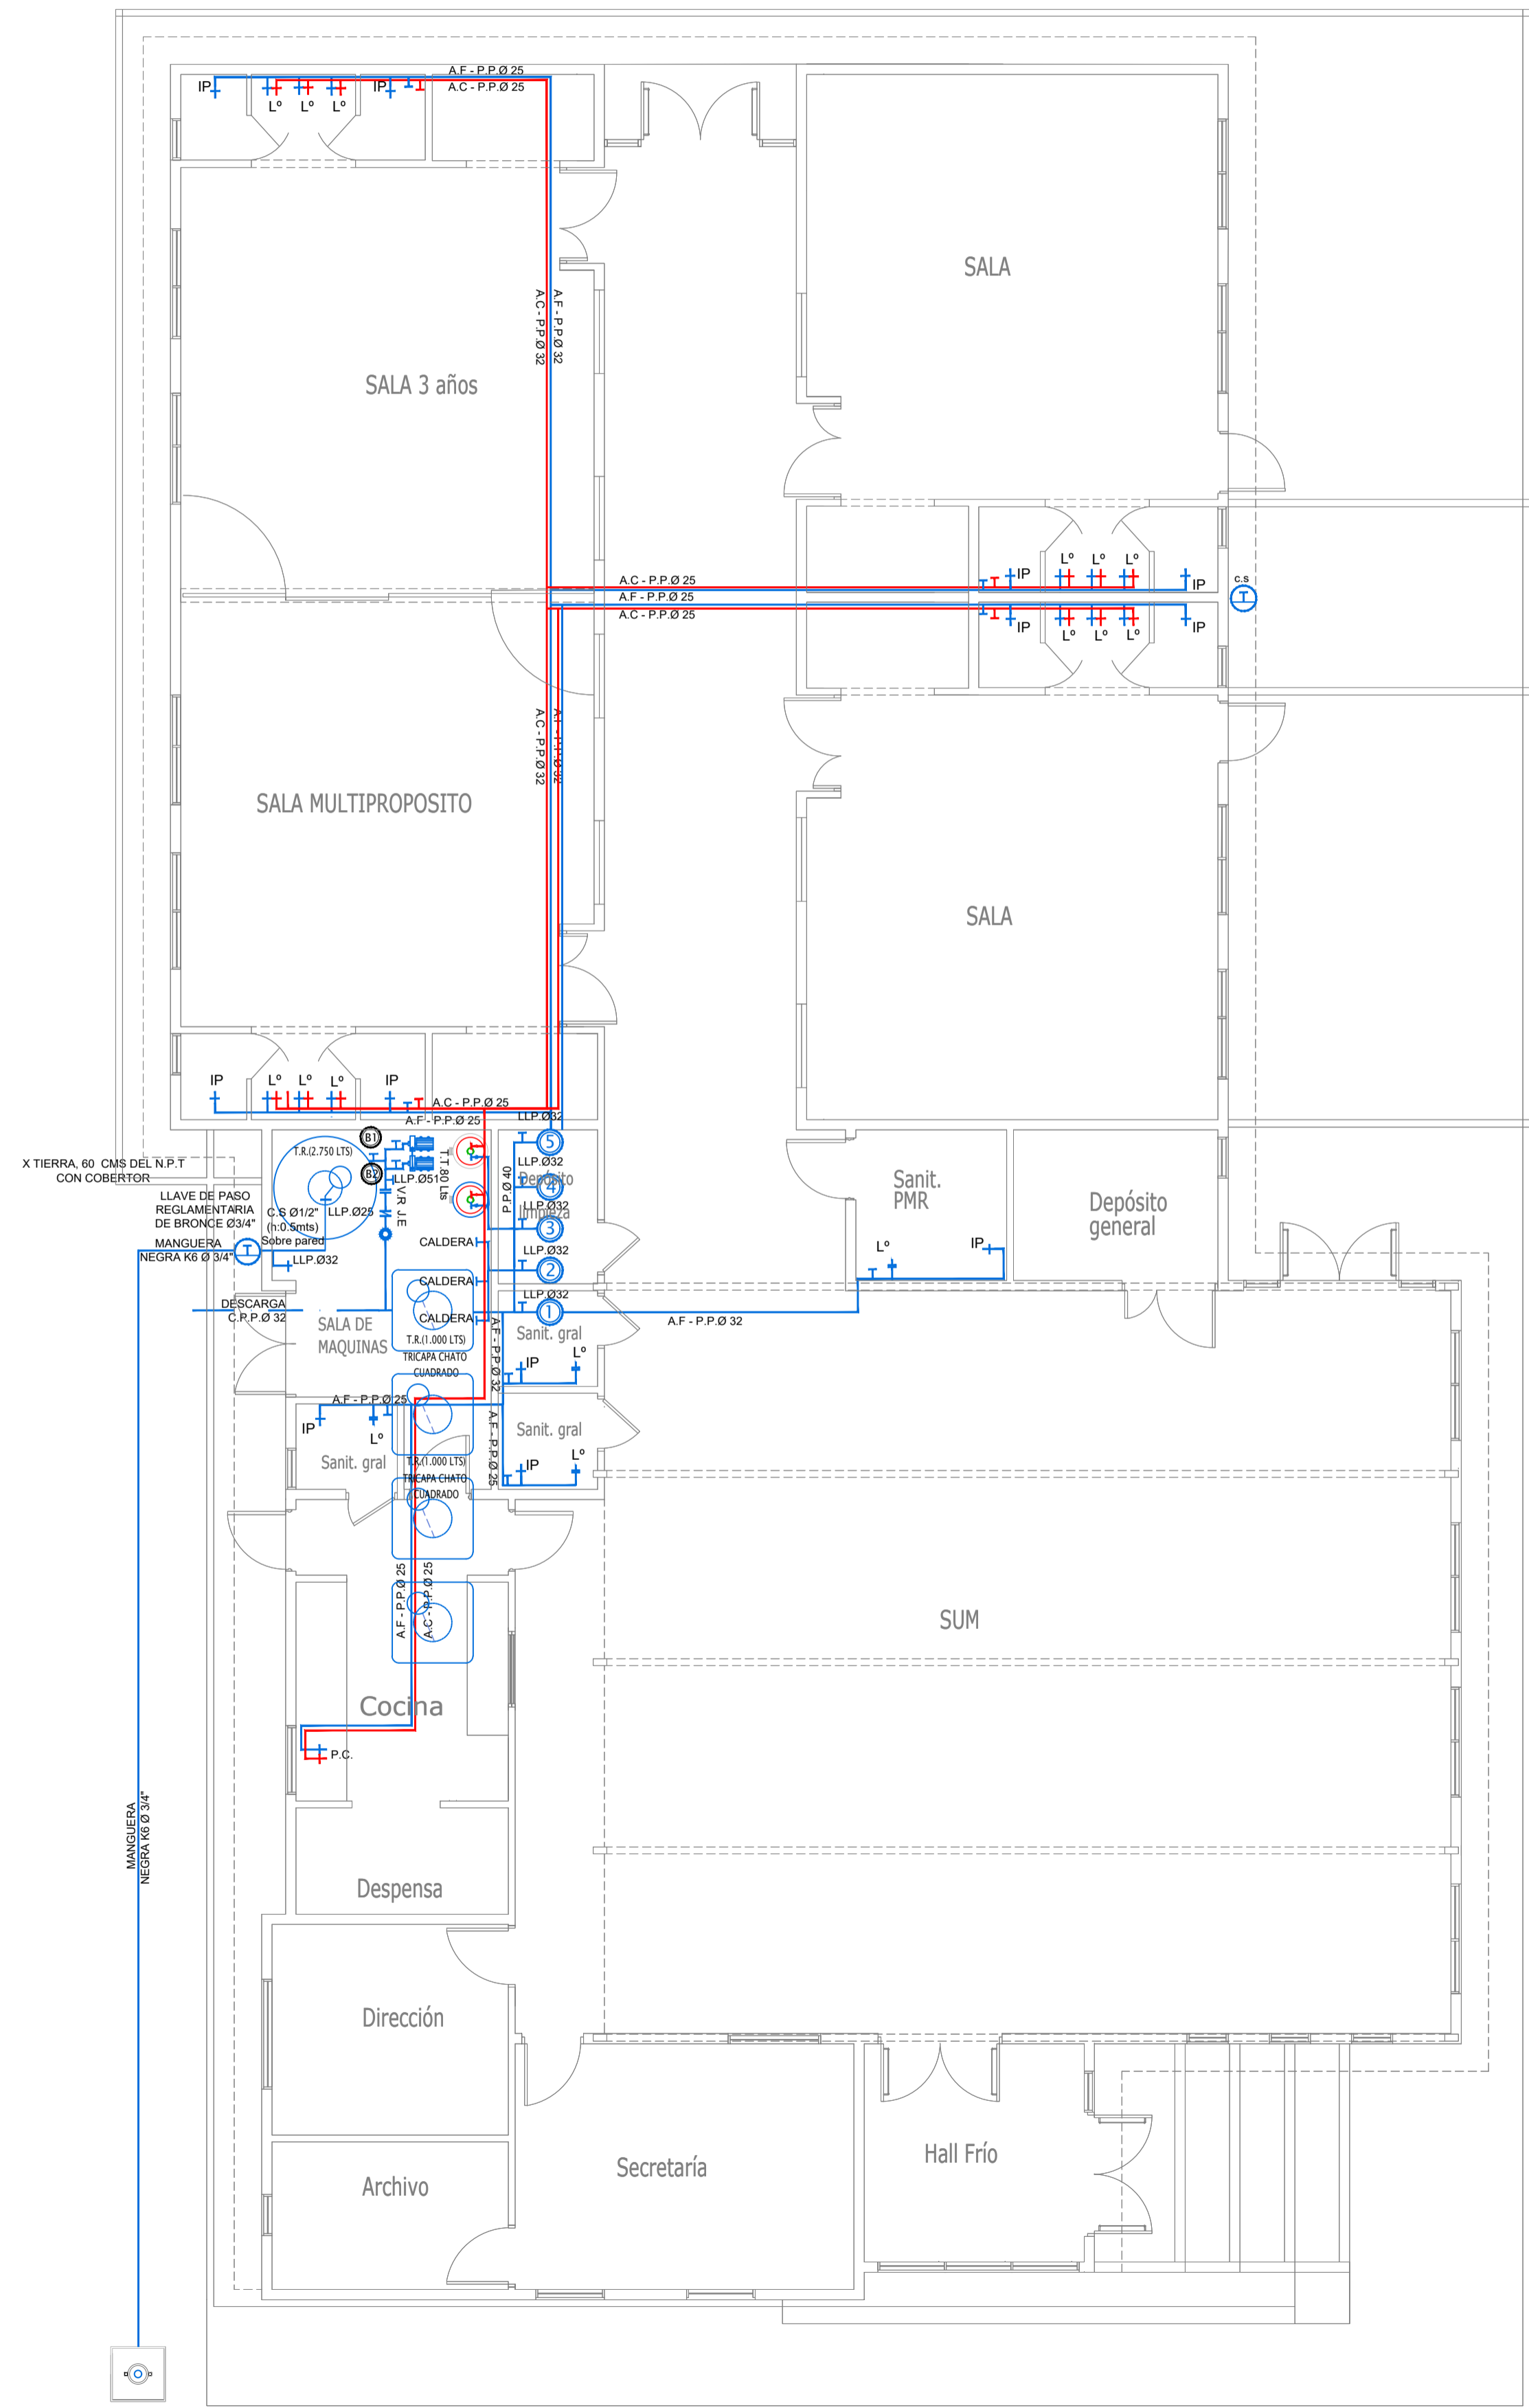 A.F - P.P.Ø 25
A.C - P.P.Ø 25
IP
Lº
Lº
Lº
IP
SALA
A.C - P.P.Ø 32
A.F - P.P.Ø 32
SALA 3 años
A.C - P.P.Ø 25
A.F - P.P.Ø 25
A.C - P.P.Ø 25
IP
Lº
Lº
Lº
IP
c.s
T
IP
Lº
Lº
Lº
IP
A.C - P.P.Ø 32
A.F - P.P.Ø 32
SALA MULTIPROPOSITO
SALA
IP
Lº
Lº
Lº
IP
A.C - P.P.Ø 25
A.F - P.P.Ø 25
LLP.Ø32
5
B1
T.R.(2.750 LTS)
B2
LLP.Ø51
T.T.80 Lts
X TIERRA, 60 CMS DEL N.P.T
CON COBERTOR
LLAVE DE PASO
REGLAMENTARIA
DE BRONCE Ø3/4"
C.S Ø1/2"
(h:0.5mts)
Sobre pared
LLP.Ø25
V.R J.E
P.P.Ø 40
LLP.Ø32
Depósito
limpieza
4
LLP.Ø32
3
Sanit.
PMR
Depósito
general
MANGUERA
NEGRA K6 Ø 3/4"
T
LLP.Ø32
CALDERA
LLP.Ø32
2
Lº
IP
CALDERA
LLP.Ø32
1
DESCARGA
C.P.P.Ø 32
CALDERA
A.F - P.P.Ø 32
SALA DE
MAQUINAS
T.R.(1.000 LTS)
TRICAPA CHATO
CUADRADO
A.F - P.P.Ø 32
Sanit. gral
IP
Lº
A.F - P.P.Ø 25
IP
Lº
Sanit. gral
A.F - P.P.Ø 25
Sanit. gral
IP
Lº
T.R.(1.000 LTS)
TRICAPA CHATO
CUADRADO
A.F - P.P.Ø 25
A.C - P.P.Ø 25
SUM
Cocina
P.C.
MANGUERA
NEGRA K6 Ø 3/4"
Despensa
Dirección
Archivo
Secretaría
Hall Frío